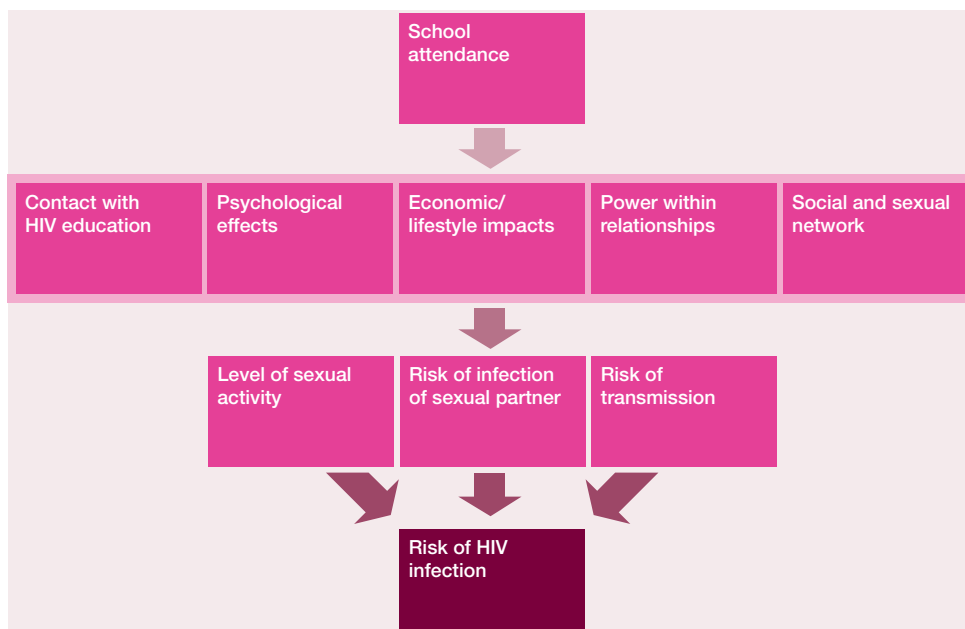 School
attendance
Contact with
HIV education
Psychological
effects
Economic/
lifestyle impacts
Power within
relationships
Social and sexual
network
Level of sexual
activity
Risk of infection
of sexual partner
Risk of
transmission
Risk of HIV
infection